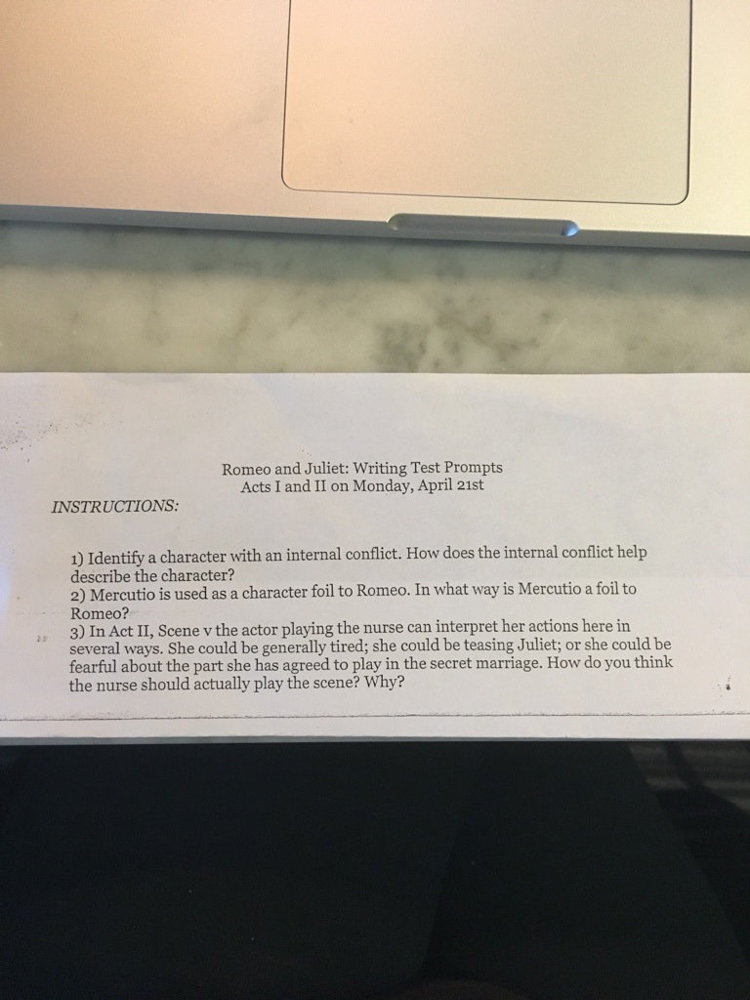 Romeo and Juliet: Writing Test Prompts
Acts I and II on Monday, April 21st
INSTRUCTIONS:
1) Identify a character with an internal conflict. How does the internal conflict help
describe the character?
2) Mercutio is used as a character foil to Romeo. In what way is Mercutio a foil to
Romeo?
3) In Act II, Scene v the actor playing the nurse can interpret her actions here in
several ways. She could be generally tired; she could be teasing Juliet; or she could be
fearful about the part she has agreed to play in the secret marriage. How do you think
the nurse should actually play the scene? Why?